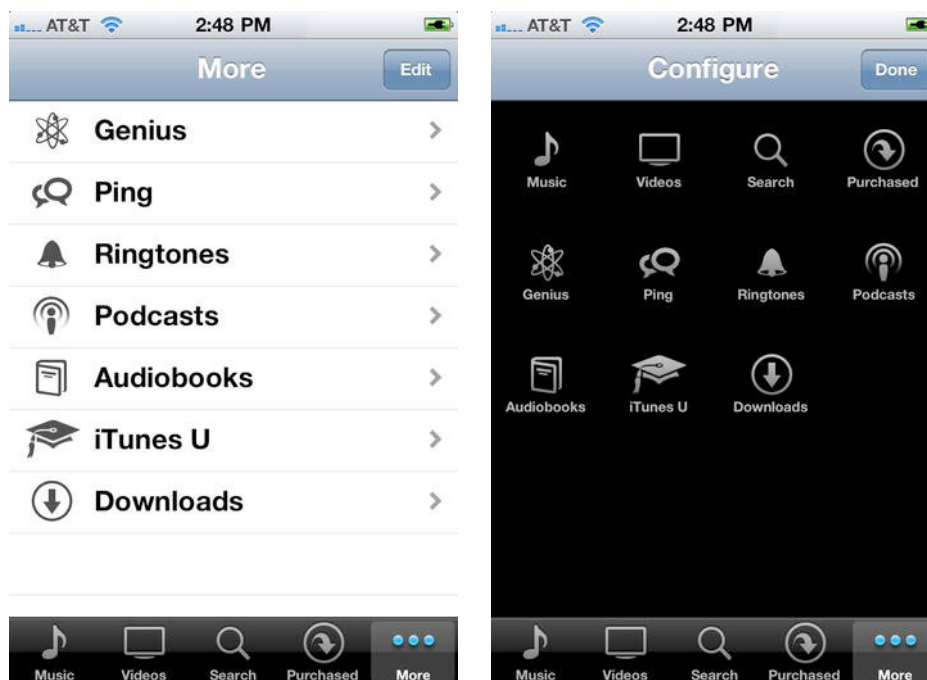 AT&T 2:48 PM
More Edit
Genius
Ping
Ringtones
Podcasts
Audiobooks
iTunes U
Downloads
Music Videos Search Purchased More
AT&T 2:48 PM
Configure Done
Music Videos Search Purchased
Genius Ping Ringtones Podcasts
Audiobooks iTunes U Downloads
Music Videos Search Purchased More